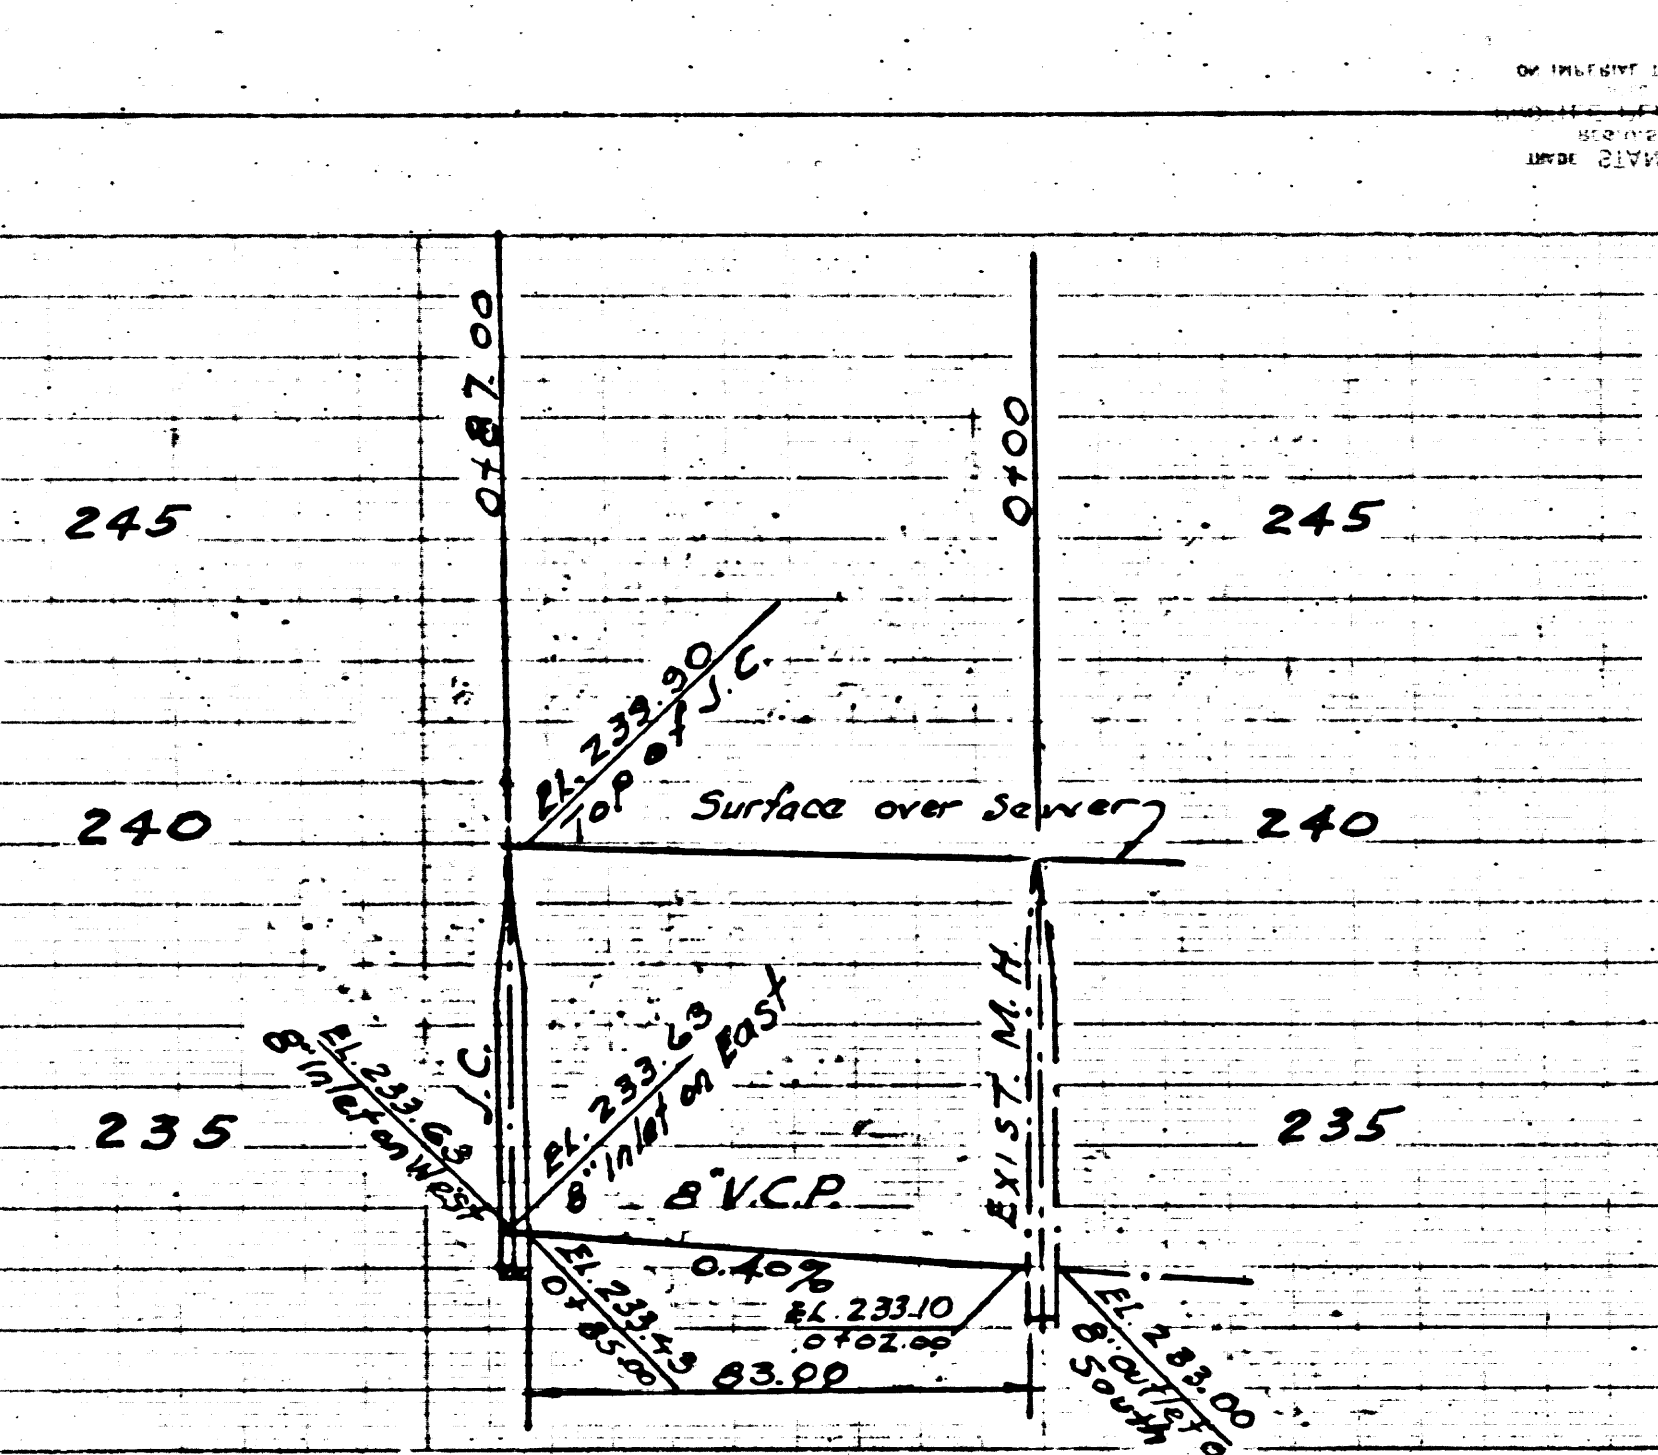 0+87.00
0+00
245
245
EL. 239.90
Top of J.C.
Surface over Sewer
240
240
J.C.
EXIST. M.H.
EL. 233.63
8" Inlet on West
EL. 233.63
8" Inlet on East
235
235
8" V.C.P.
0.40%
EL. 233.43
0+85.00
EL. 233.10
0+02.00
83.00
EL. 233.00
8" Outlet o
South